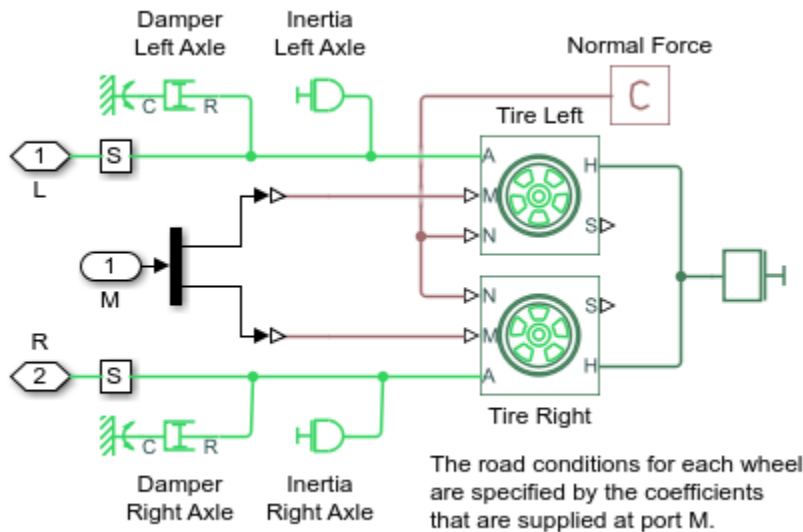 Damper
Left Axle
Inertia
Left Axle
Normal Force
C
C R
Tire Left
1
S
L
A
H
M
S
N
1
M
N
S
M
R
H
2
S
A
C R
Tire Right
Damper
Right Axle
Inertia
Right Axle
The road conditions for each wheel
are specified by the coefficients
that are supplied at port M.